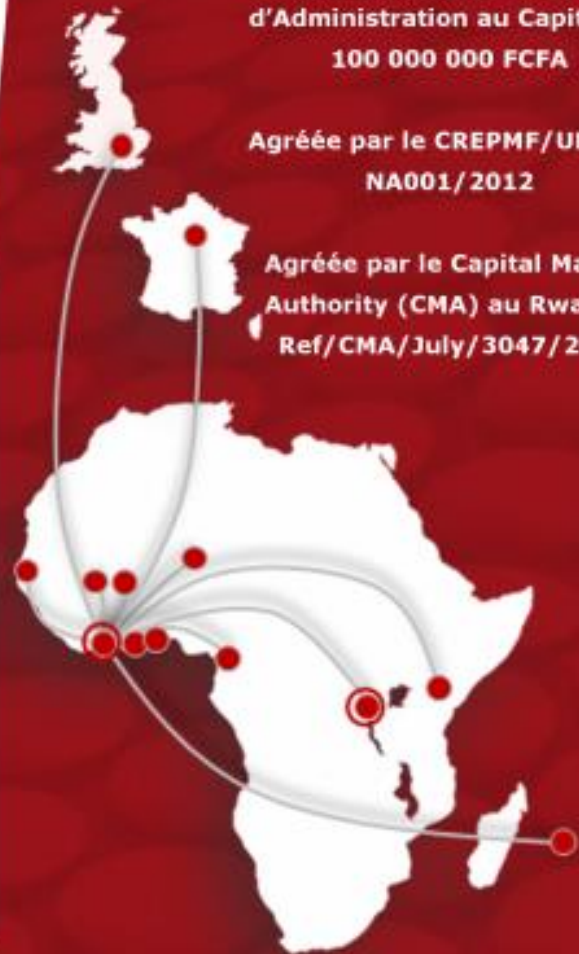 d'Administration au Capit
100 000 000 FCFA
Agréée par le CREPMF/U
NA001/2012
Agréée par le Capital Ma
Authority (CMA) au Rwa
Ref/CMA/July/3047/2